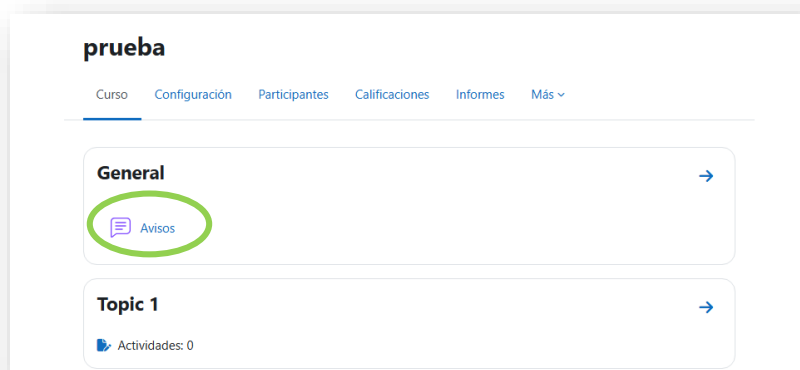 prueba
Curso Configuración Participantes Calificaciones Informes Más
General
Avisos
Topic 1
Actividades: 0